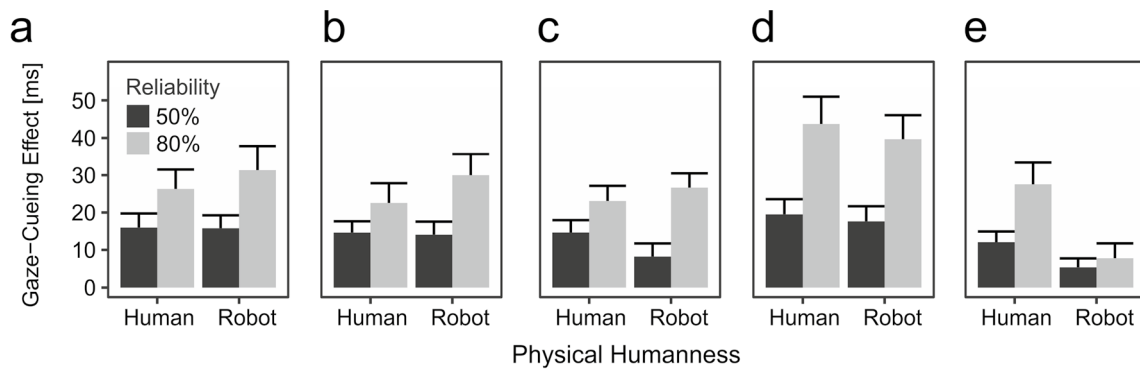 a b c d e
Gaze-Cueing Effect [ms]
50
40
30
20
10
0
Reliability
50%
80%
Human Robot Human Robot Human Robot Human Robot Human Robot
Physical Humanness